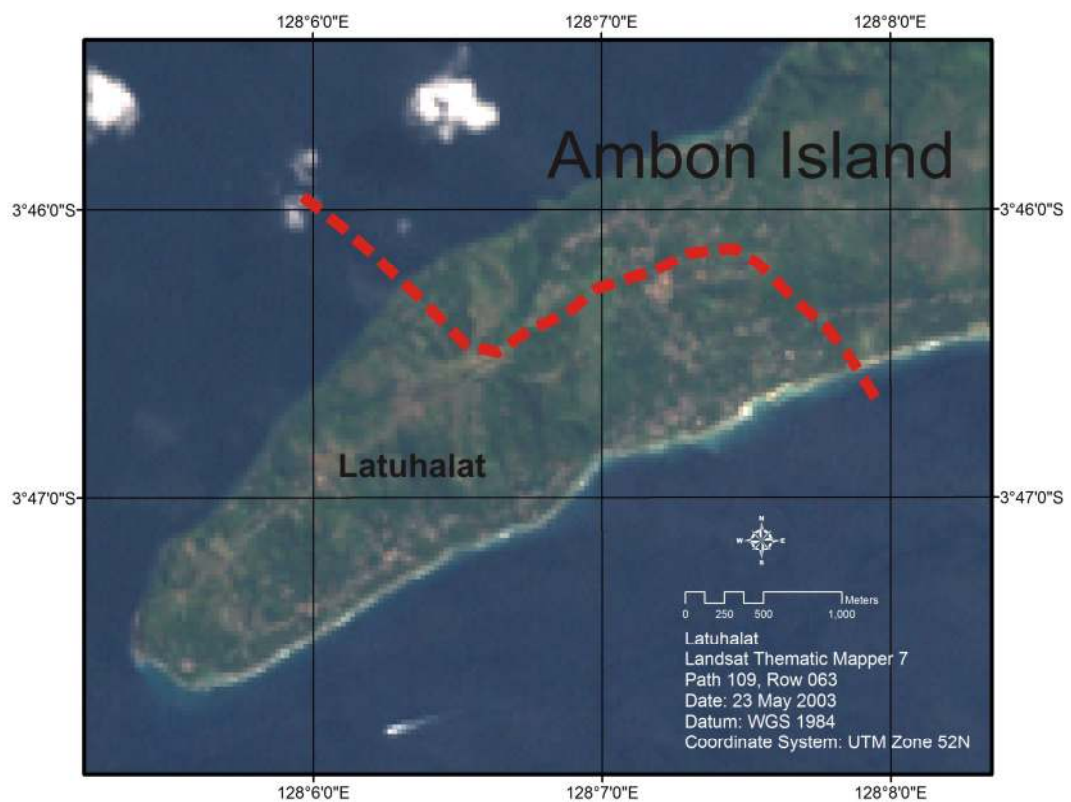 128°6'0"E 128°7'0"E 128°8'0"E
Ambon Island
3°46'0"S 3°46'0"S
Latuhalat
3°47'0"S 3°47'0"S
N
W E
S
Meters
0 250 500 1,000
Latuhalat
Landsat Thematic Mapper 7
Path 109, Row 063
Date: 23 May 2003
Datum: WGS 1984
Coordinate System: UTM Zone 52N
128°6'0"E 128°7'0"E 128°8'0"E